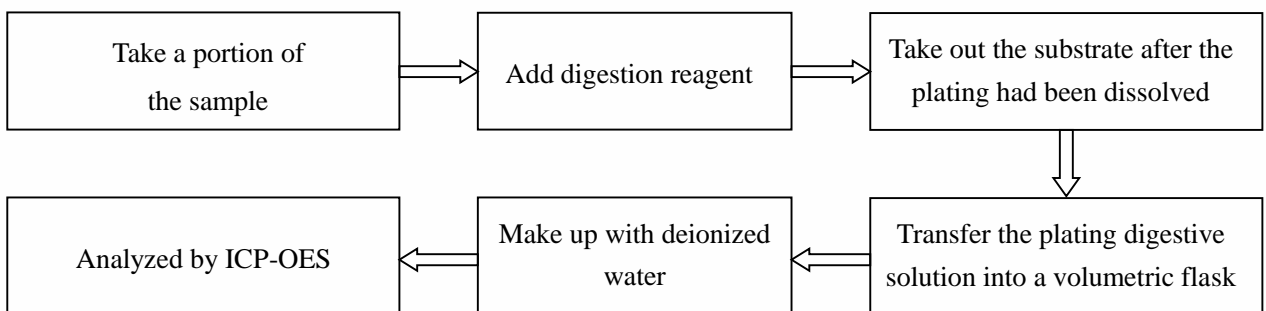 Take a portion of
the sample
Add digestion reagent
Take out the substrate after the
plating had been dissolved
Transfer the plating digestive
solution into a volumetric flask
Make up with deionized
water
Analyzed by ICP-OES